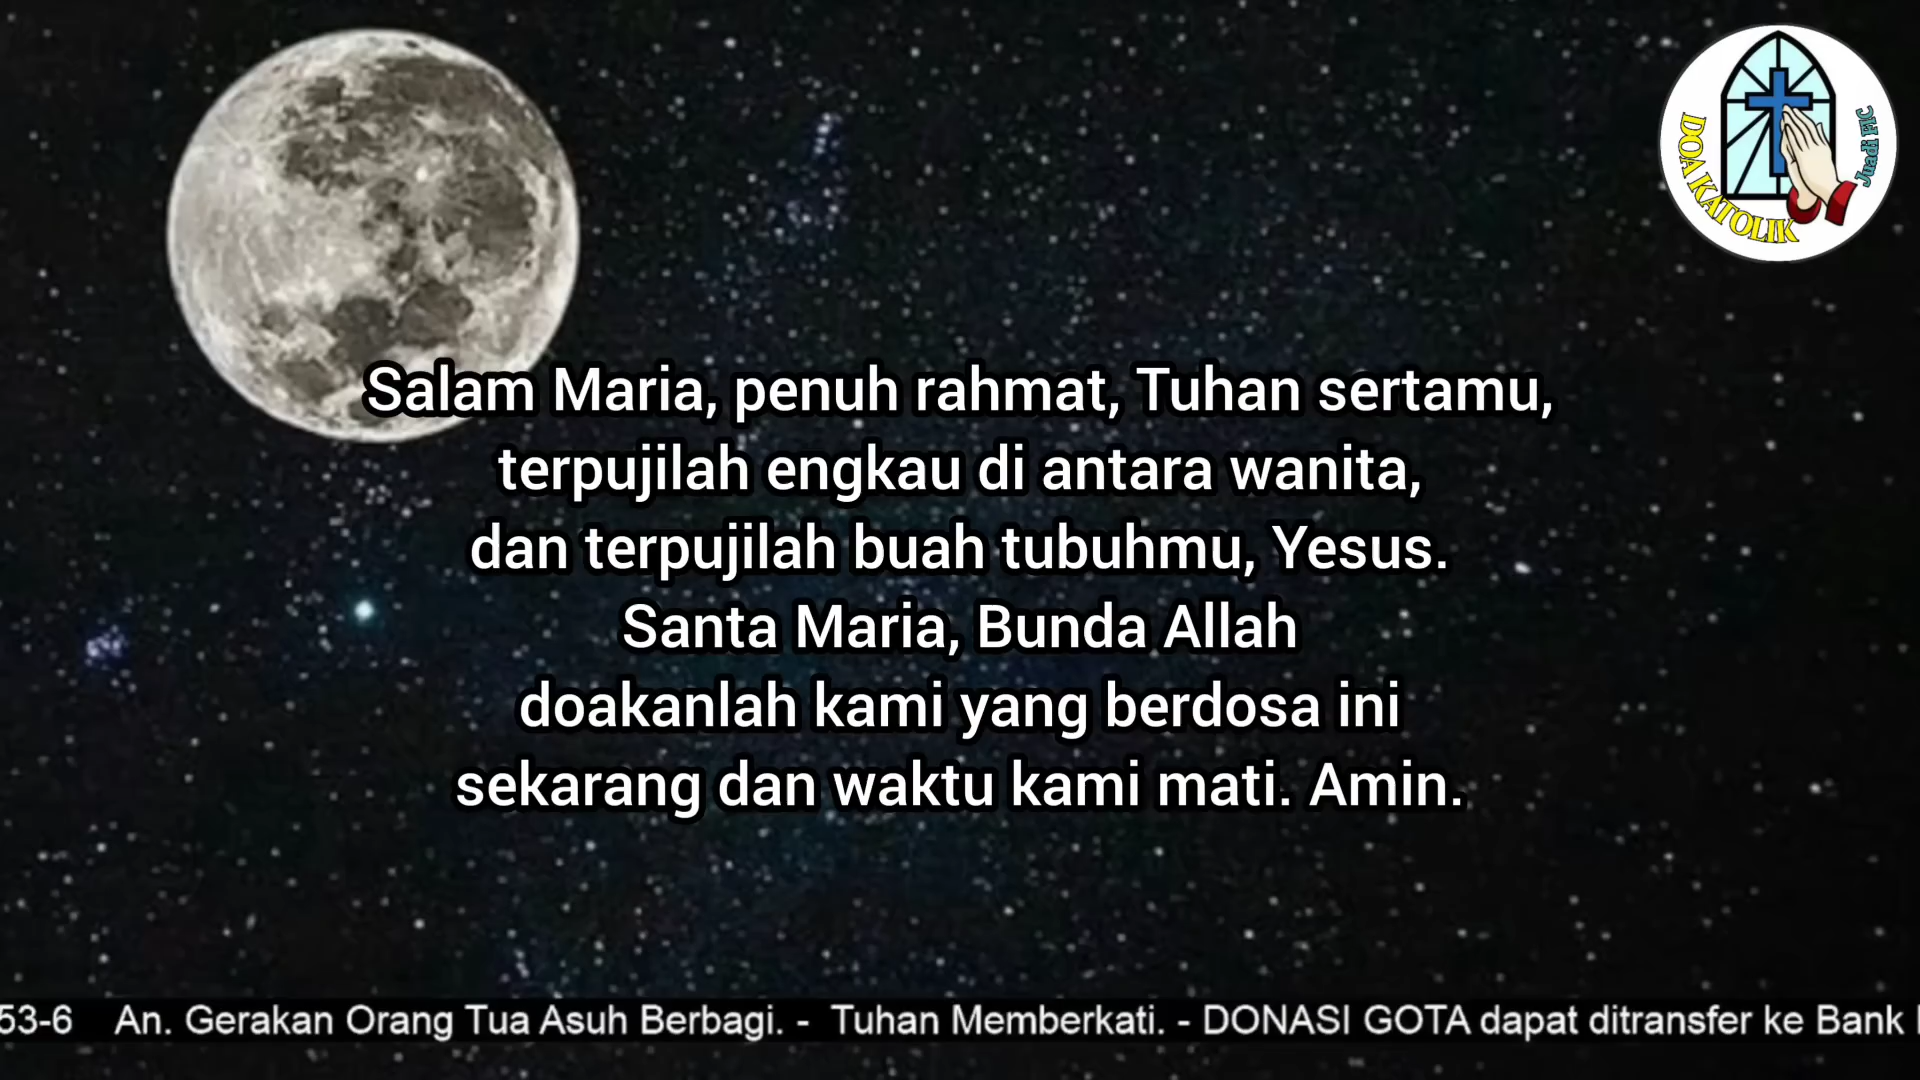 DOA KATOLIK
Juadi FIC
Salam Maria, penuh rahmat, Tuhan sertamu,
terpujilah engkau di antara wanita,
dan terpujilah buah tubuhmu, Yesus.
Santa Maria, Bunda Allah
doakanlah kami yang berdosa ini
sekarang dan waktu kami mati. Amin.
53-6 An. Gerakan Orang Tua Asuh Berbagi. - Tuhan Memberkati. - DONASI GOTA dapat ditransfer ke Bank